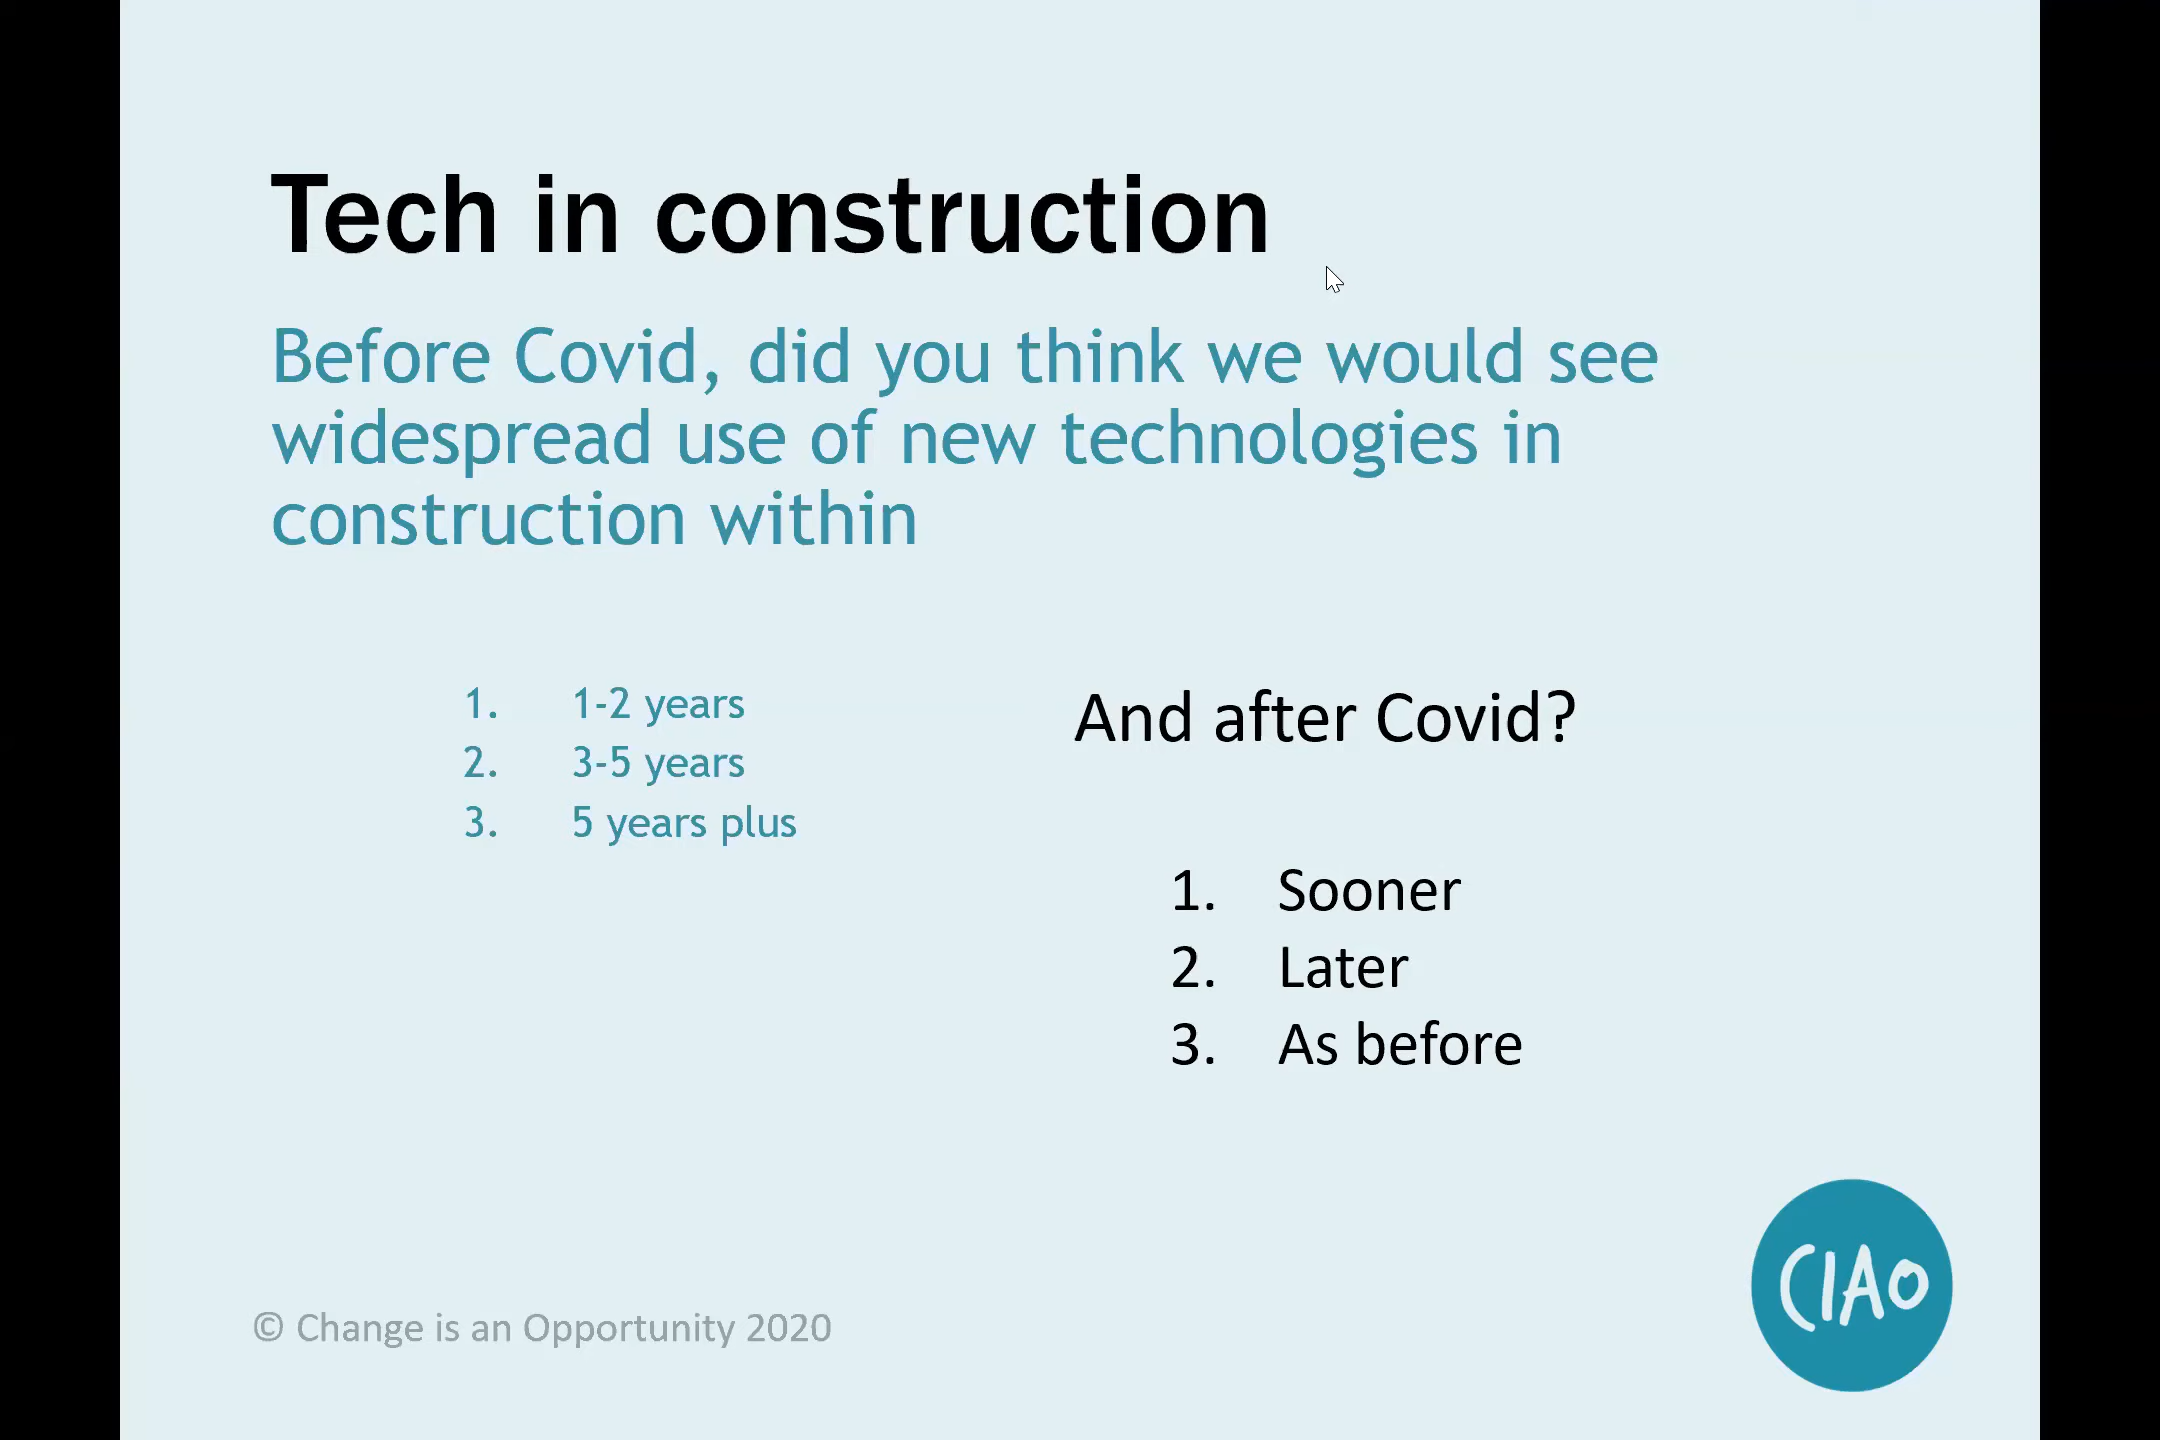 Tech in construction
Before Covid, did you think we would see
widespread use of new technologies in
construction within
1. 1-2 years
2. 3-5 years
3. 5 years plus
And after Covid?
1. Sooner
2. Later
3. As before
© Change is an Opportunity 2020
CIAO